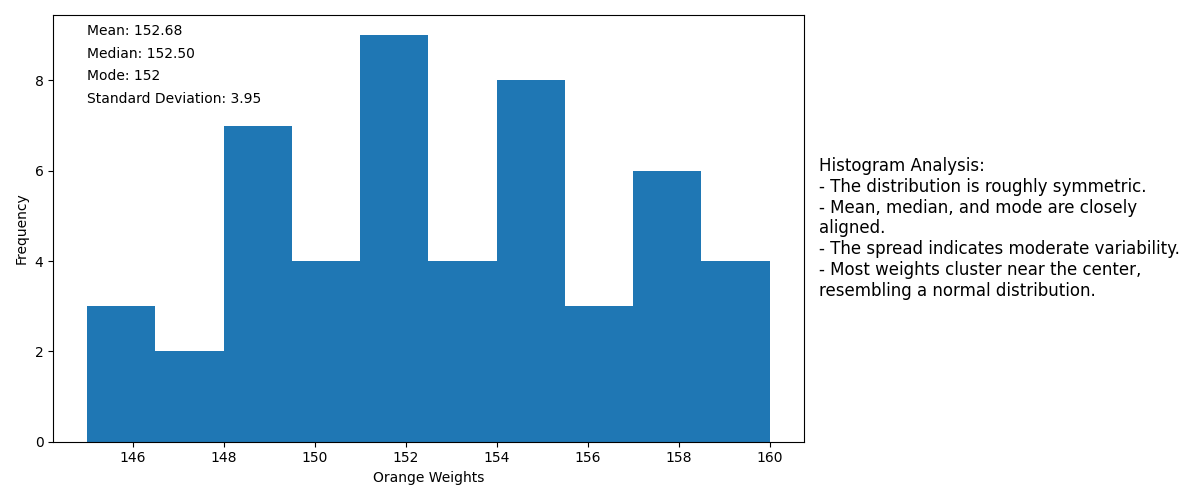 Mean: 152.68
Median: 152.50
Mode: 152
Standard Deviation: 3.95
8
6
4
2
0
Frequency
146 148 150 152 154 156 158 160
Orange Weights
Histogram Analysis:
- The distribution is roughly symmetric.
- Mean, median, and mode are closely
aligned.
- The spread indicates moderate variability.
- Most weights cluster near the center,
resembling a normal distribution.